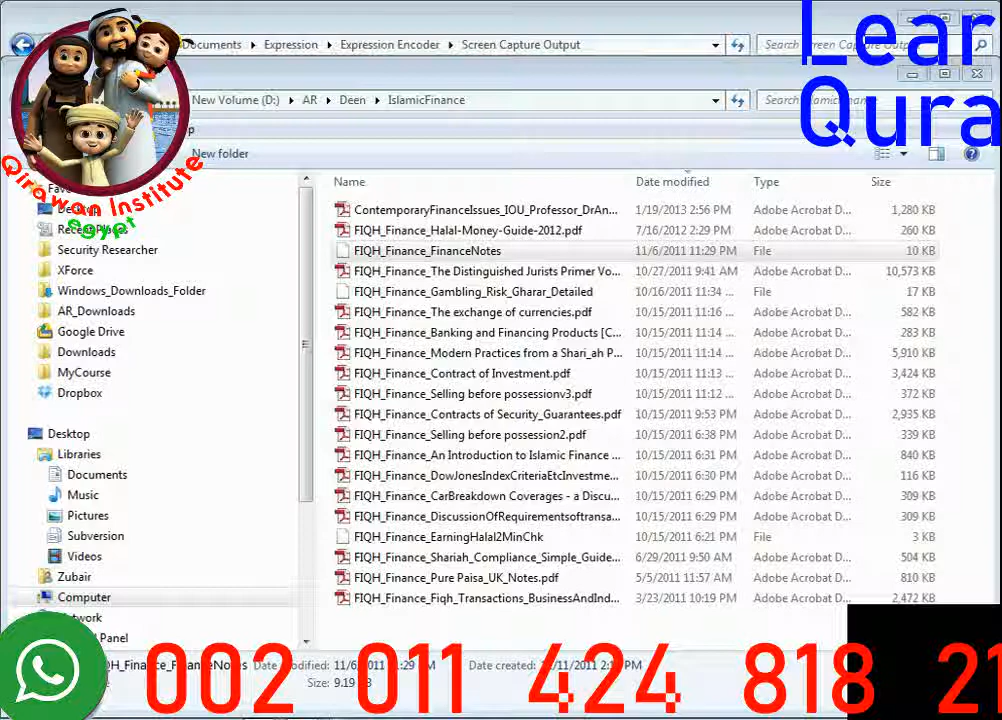 Documents ▸ Expression ▸ Expression Encoder ▸ Screen Capture Output
Search Screen Capture Outp
Lear
Qura
New Volume (D:) ▸ AR ▸ Deen ▸ IslamicFinance
Qirawan Institute
egypt
New folder
Name Date modified Type Size
ContemporaryFinanceIssues_IOU_Professor_DrAn... 1/19/2013 2:56 PM Adobe Acrobat D... 1,280 KB
FIQH_Finance_Halal-Money-Guide-2012.pdf 7/16/2012 2:29 PM Adobe Acrobat D... 260 KB
FIQH_Finance_FinanceNotes 11/6/2011 11:29 PM File 10 KB
FIQH_Finance_The Distinguished Jurists Primer Vo... 10/27/2011 9:41 AM Adobe Acrobat D... 10,573 KB
FIQH_Finance_Gambling_Risk_Gharar_Detailed 10/16/2011 11:34 ... File 17 KB
FIQH_Finance_The exchange of currencies.pdf 10/15/2011 11:16 ... Adobe Acrobat D... 582 KB
FIQH_Finance_Banking and Financing Products [C... 10/15/2011 11:14 ... Adobe Acrobat D... 283 KB
FIQH_Finance_Modern Practices from a Shari_ah P... 10/15/2011 11:14 ... Adobe Acrobat D... 5,910 KB
FIQH_Finance_Contract of Investment.pdf 10/15/2011 11:13 ... Adobe Acrobat D... 3,424 KB
FIQH_Finance_Selling before possessionv3.pdf 10/15/2011 11:12 ... Adobe Acrobat D... 372 KB
FIQH_Finance_Contracts of Security_Guarantees.pdf 10/15/2011 9:53 PM Adobe Acrobat D... 2,935 KB
FIQH_Finance_Selling before possession2.pdf 10/15/2011 6:38 PM Adobe Acrobat D... 339 KB
FIQH_Finance_An Introduction to Islamic Finance ... 10/15/2011 6:31 PM Adobe Acrobat D... 840 KB
FIQH_Finance_DowJonesIndexCriteriaEtcInvestme... 10/15/2011 6:30 PM Adobe Acrobat D... 116 KB
FIQH_Finance_CarBreakdown Coverages - a Discu... 10/15/2011 6:29 PM Adobe Acrobat D... 309 KB
FIQH_Finance_DiscussionOfRequirementsoftransa... 10/15/2011 6:29 PM Adobe Acrobat D... 309 KB
FIQH_Finance_EarningHalal2MinChk 10/15/2011 6:21 PM File 3 KB
FIQH_Finance_Shariah_Compliance_Simple_Guide... 6/29/2011 9:50 AM Adobe Acrobat D... 504 KB
FIQH_Finance_Pure Paisa_UK_Notes.pdf 5/5/2011 11:57 AM Adobe Acrobat D... 810 KB
FIQH_Finance_Fiqh_Transactions_BusinessAndInd... 3/23/2011 10:19 PM Adobe Acrobat D... 2,472 KB
Security Researcher
XForce
Windows_Downloads_Folder
AR_Downloads
Google Drive
Downloads
MyCourse
Dropbox
Desktop
Libraries
Documents
Music
Pictures
Subversion
Videos
Zubair
Computer
Panel
Date created:
Size: 9.19
002 011 424 818 21